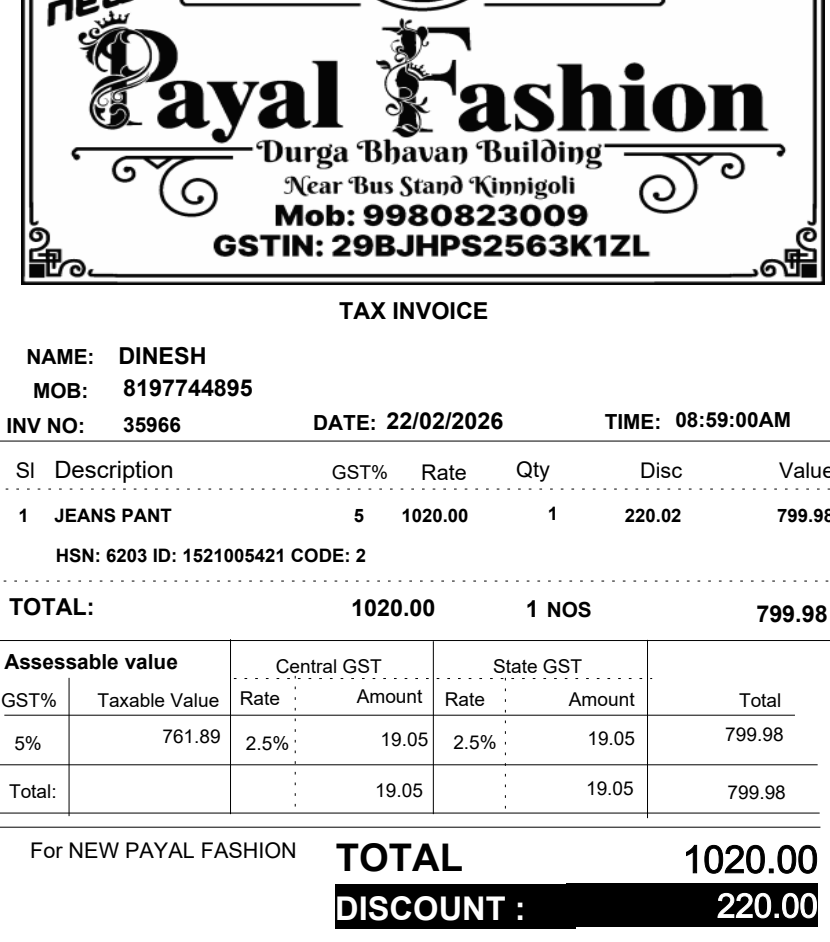 new
Payal Fashion
Durga Bhavan Building
Near Bus Stand Kinnigoli
Mob: 9980823009
GSTIN: 29BJHPS2563K1ZL
TAX INVOICE
NAME: DINESH
MOB: 8197744895
INV NO: 35966 DATE: 22/02/2026 TIME: 08:59:00AM
Sl Description GST% Rate Qty Disc Value
1 JEANS PANT 5 1020.00 1 220.02 799.98
HSN: 6203 ID: 1521005421 CODE: 2
TOTAL: 1020.00 1 NOS 799.98
Assessable value Central GST State GST
GST% Taxable Value Rate Amount Rate Amount Total
5% 761.89 2.5% 19.05 2.5% 19.05 799.98
Total: 19.05 19.05 799.98
For NEW PAYAL FASHION TOTAL 1020.00
DISCOUNT : 220.00